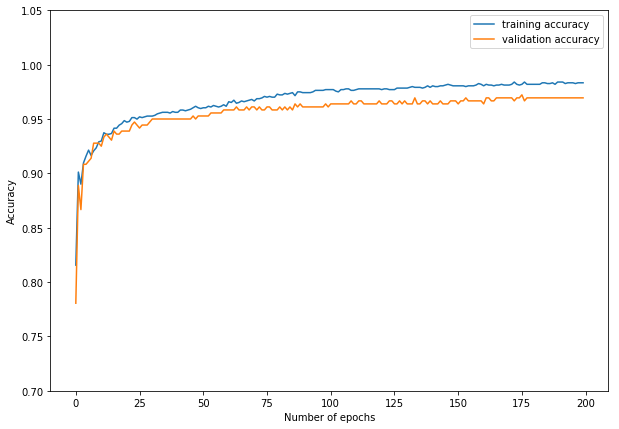 1.05
1.00
0.95
0.90
0.85
0.80
0.75
0.70
Accuracy
training accuracy
validation accuracy
0 25 50 75 100 125 150 175 200
Number of epochs